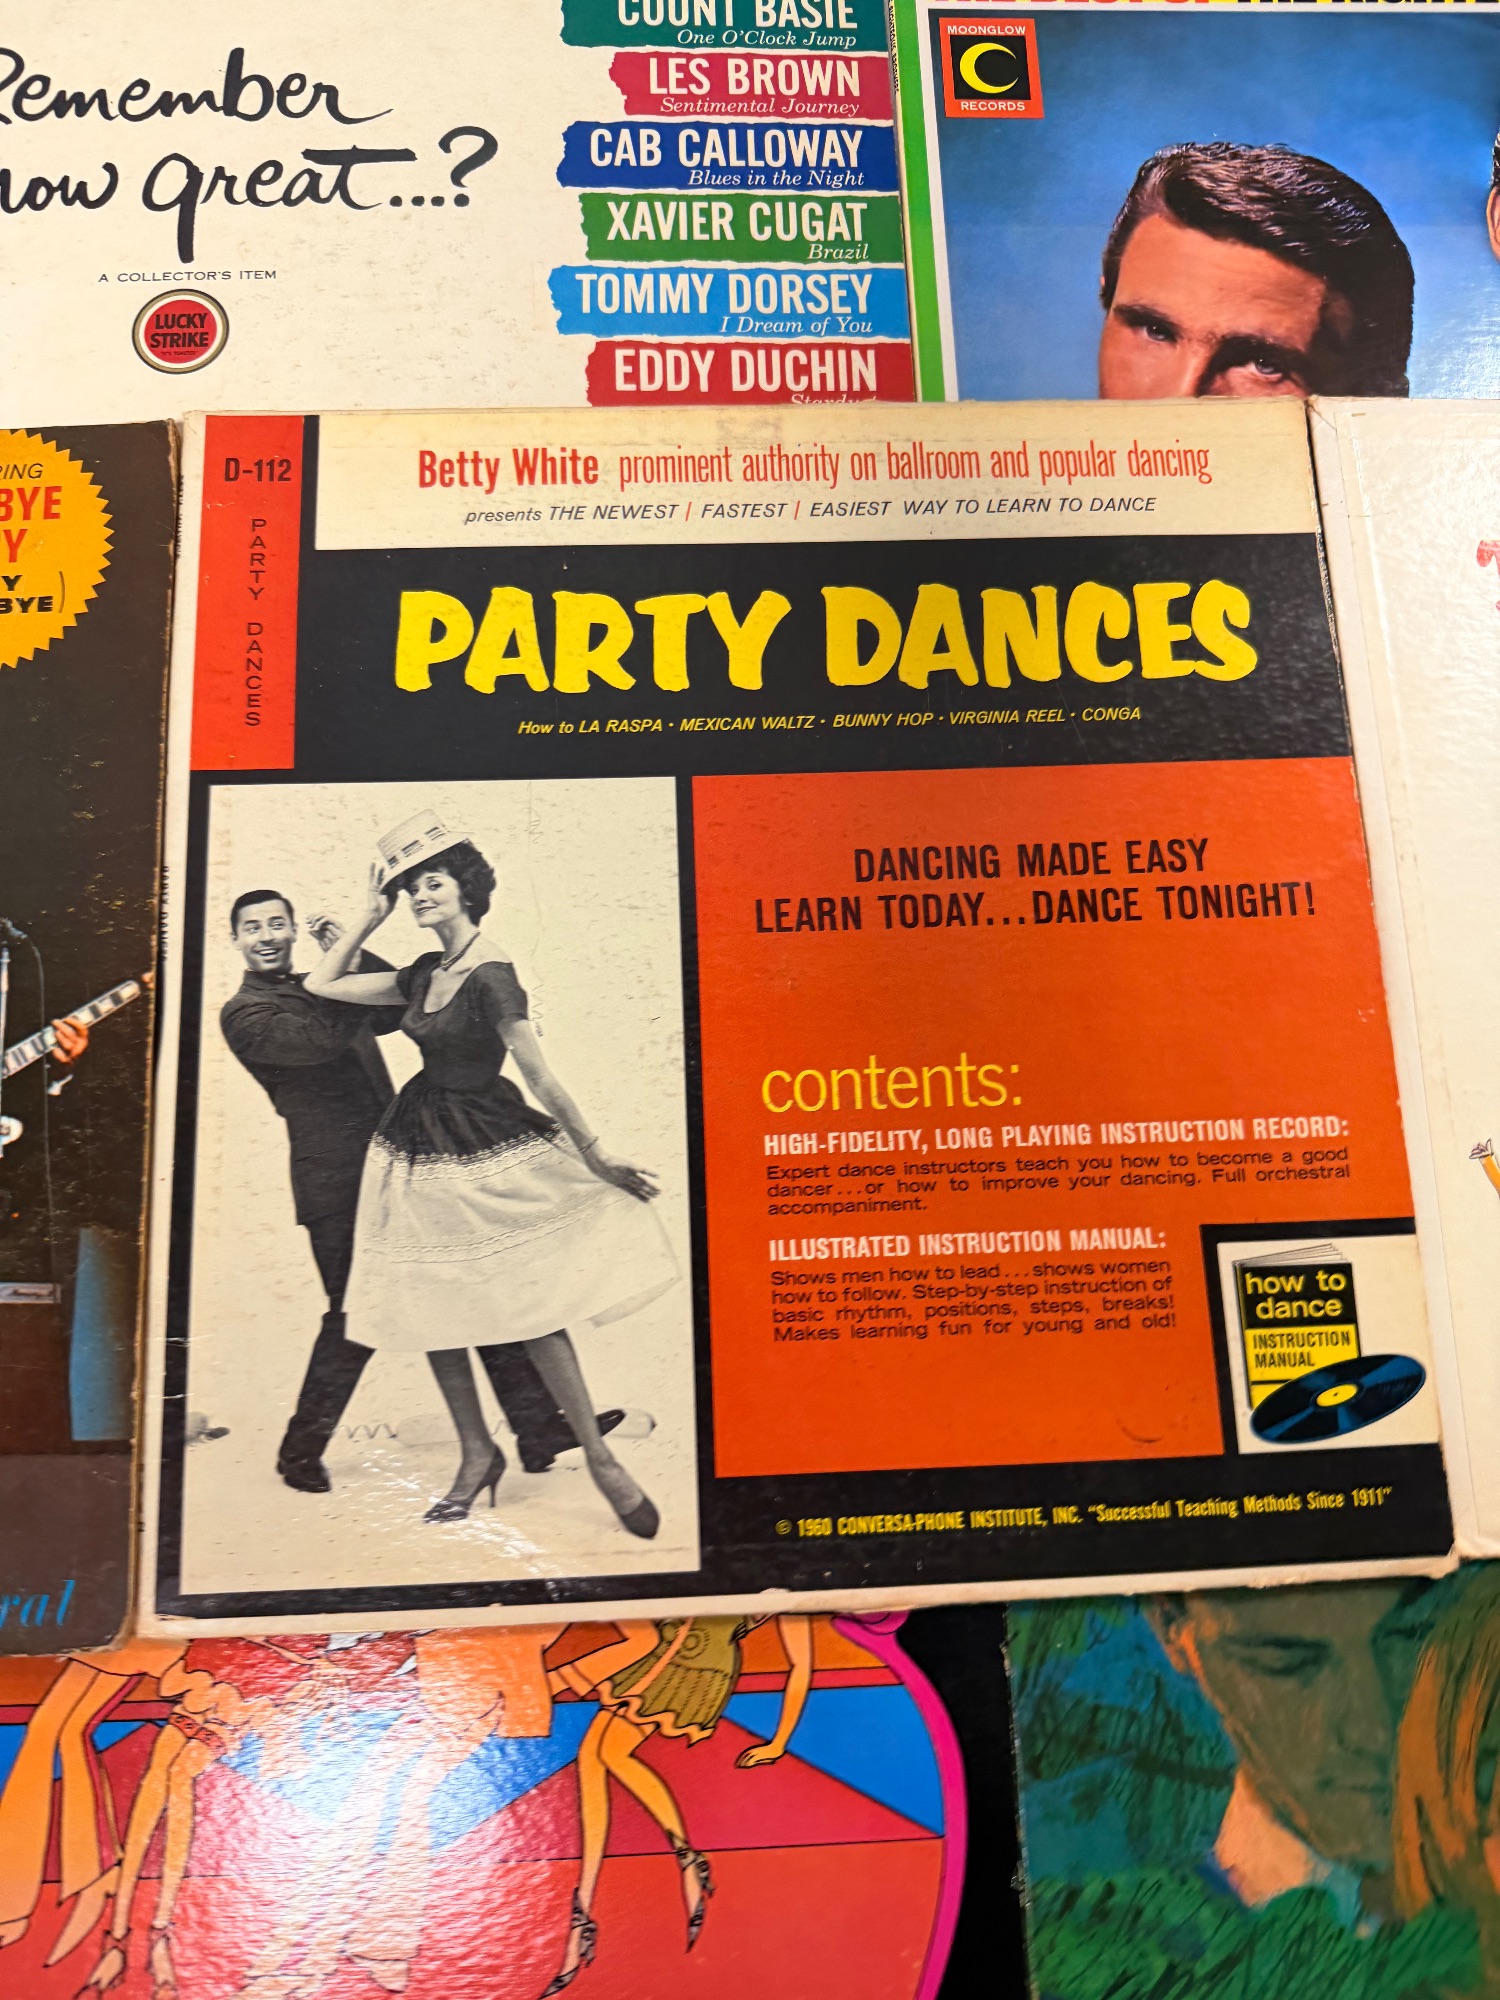 COUNT BASIE
One O'Clock Jump
LES BROWN
Sentimental Journey
CAB CALLOWAY
Blues in the Night
XAVIER CUGAT
Brazil
TOMMY DORSEY
I Dream of You
EDDY DUCHIN
Remember
how great...?
A COLLECTOR'S ITEM
LUCKY
STRIKE
MOONGLOW
RECORDS
THE BEST OF THE
BYE
BYE)
D-112
PARTY DANCES
Betty White prominent authority on ballroom and popular dancing
presents THE NEWEST | FASTEST | EASIEST WAY TO LEARN TO DANCE
PARTY DANCES
How to LA RASPA • MEXICAN WALTZ • BUNNY HOP • VIRGINIA REEL • CONGA
DANCING MADE EASY
LEARN TODAY...DANCE TONIGHT!
contents:
HIGH-FIDELITY, LONG PLAYING INSTRUCTION RECORD:
Expert dance instructors teach you how to become a good
dancer...or how to improve your dancing. Full orchestral
accompaniment.
ILLUSTRATED INSTRUCTION MANUAL:
Shows men how to lead...shows women
how to follow. Step-by-step instruction of
basic rhythm, positions, steps, breaks!
Makes learning fun for young and old!
how to
dance
INSTRUCTION
MANUAL
© 1960 CONVERSA-PHONE INSTITUTE, INC. "Successful Teaching Methods Since 1911"